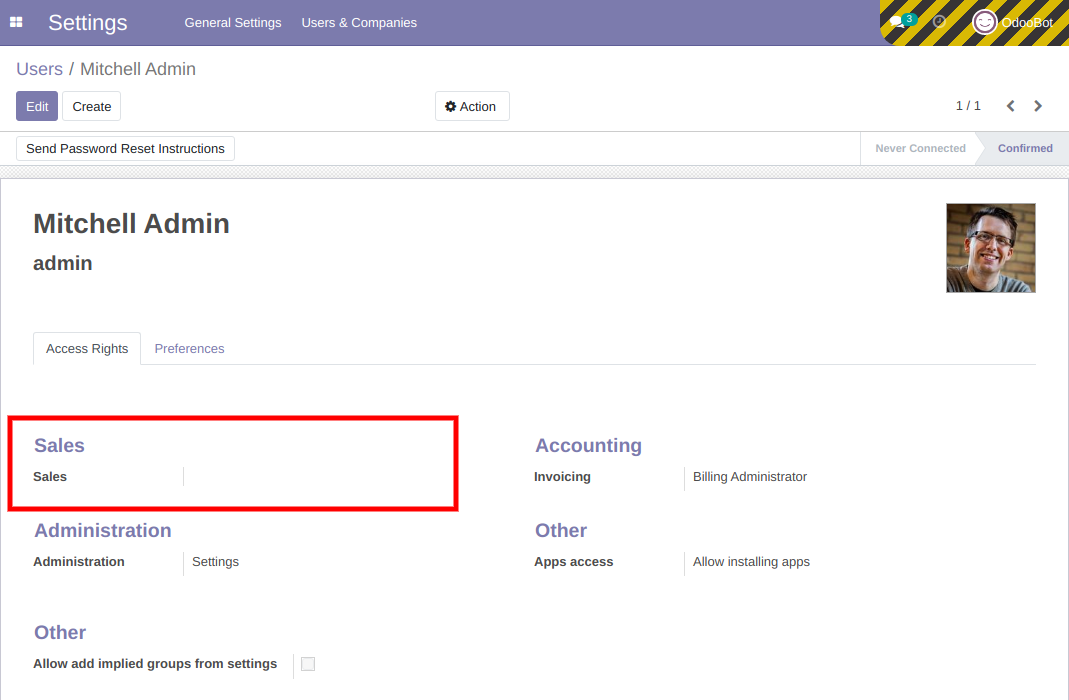 Settings General Settings Users & Companies 3 OdooBot
Users / Mitchell Admin
Edit Create Action 1 / 1
Send Password Reset Instructions Never Connected Confirmed
Mitchell Admin
admin
Access Rights Preferences
Sales Accounting
Sales Invoicing Billing Administrator
Administration Other
Administration Settings Apps access Allow installing apps
Other
Allow add implied groups from settings